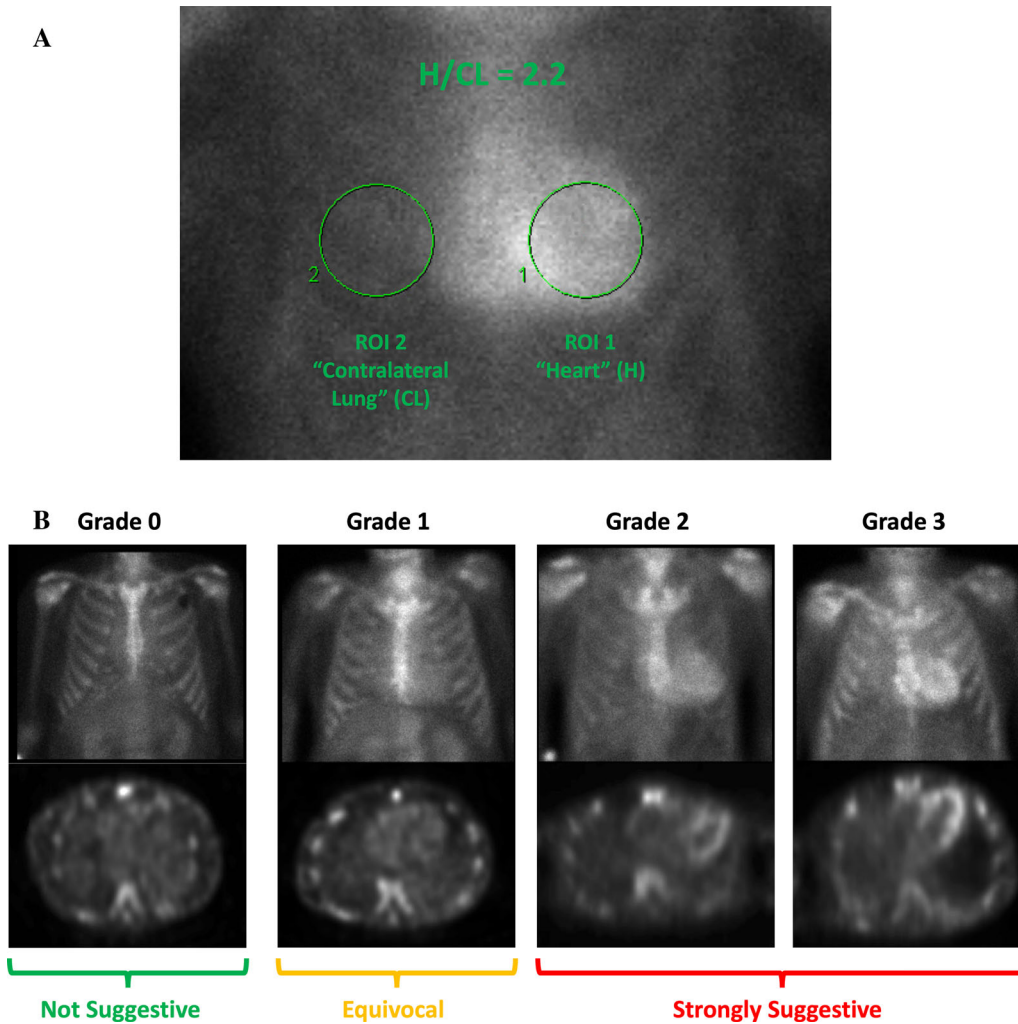 A
H/CL = 2.2
2
1
ROI 2
“Contralateral
Lung” (CL)
ROI 1
“Heart” (H)
B
Grade 0
Grade 1
Grade 2
Grade 3
Not Suggestive
Equivocal
Strongly Suggestive